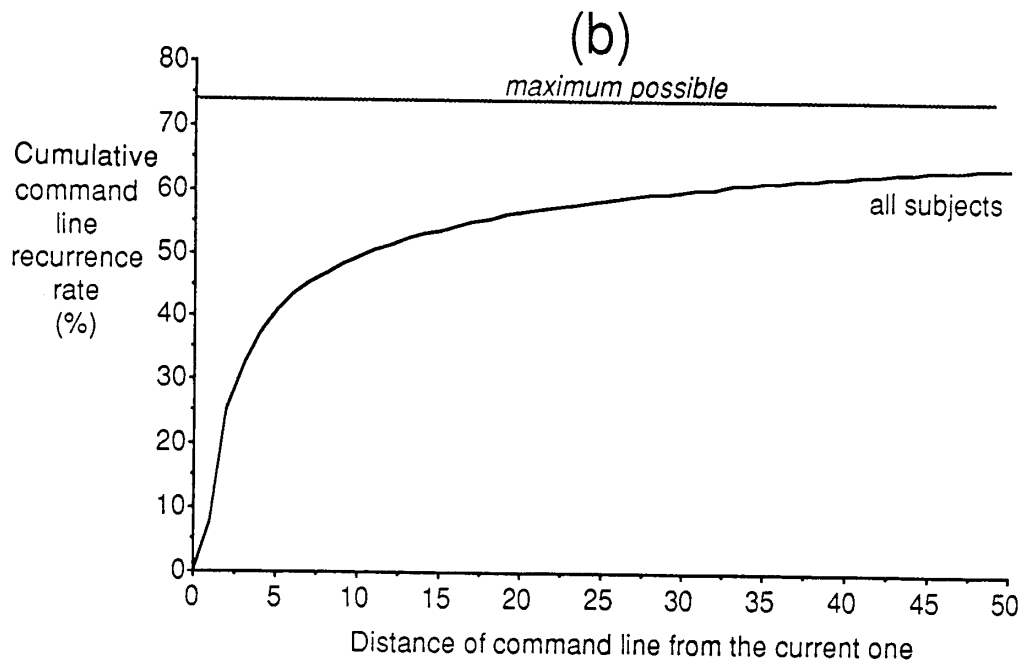 (b)
80
maximum possible
70
Cumulative
command
line
recurrence
rate
(%)
60
all subjects
50
40
30
20
10
0
0 5 10 15 20 25 30 35 40 45 50
Distance of command line from the current one